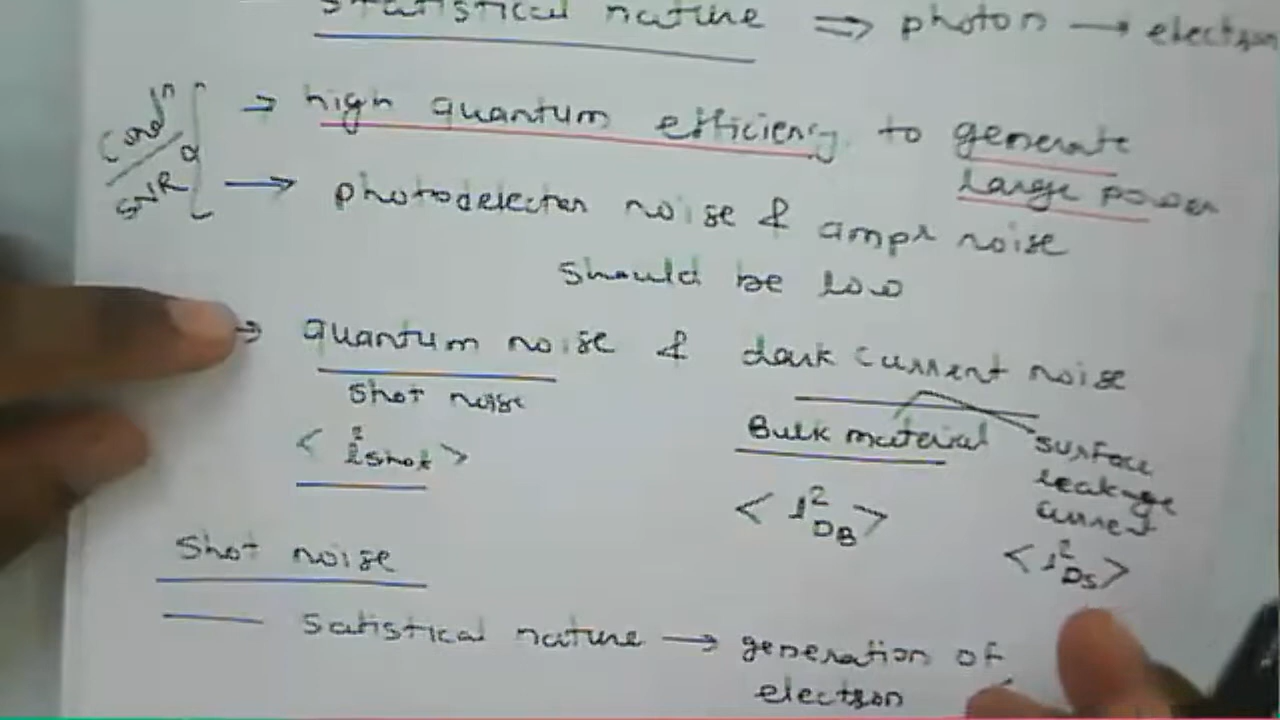 statistical nature ⇒ photon → electron
Condⁿ → high quantum efficiency to generate
large power
SNR → photodetector noise & ampr noise
should be low
→ quantum noise & dark current noise
shot noise
Bulk material surface
leakage
current
< i²shot >
< i²DB >
< i²DS >
Shot noise
— satistical nature → generation of
electron